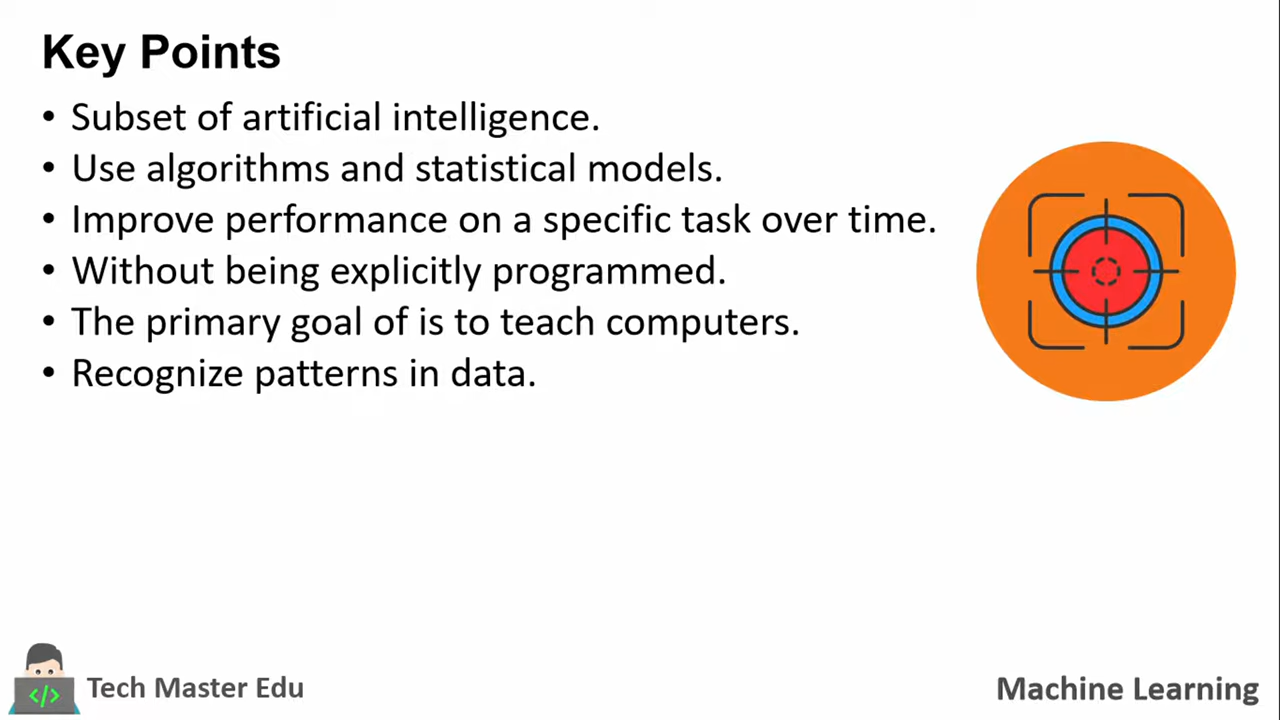 Key Points
• Subset of artificial intelligence.
• Use algorithms and statistical models.
• Improve performance on a specific task over time.
• Without being explicitly programmed.
• The primary goal of is to teach computers.
• Recognize patterns in data.
</>
Tech Master Edu
Machine Learning